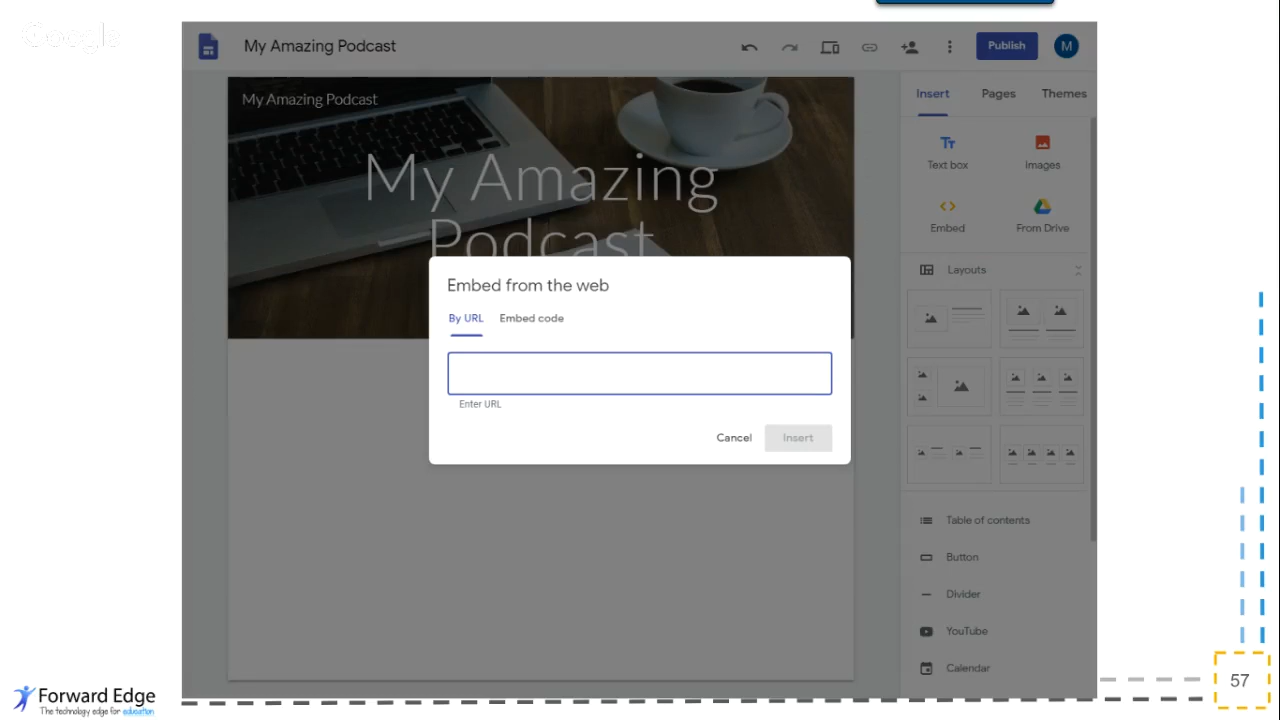 Google
My Amazing Podcast
Publish
M
My Amazing Podcast
My Amazing
Podcast
Insert
Pages
Themes
Text box
Images
Embed
From Drive
Layouts
Embed from the web
By URL
Embed code
Enter URL
Cancel
Insert
Table of contents
Button
Divider
YouTube
Calendar
Forward Edge
The technology edge for education
57